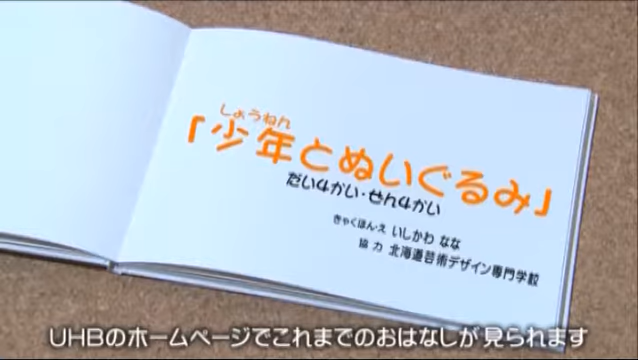 しょうねん
「少年とぬいぐるみ」
だい4かい・せん4かい
きゃくほん・え いしかわ なな
協力 北海道芸術デザイン専門学校
UHBのホームページでこれまでのおはなしが見られます